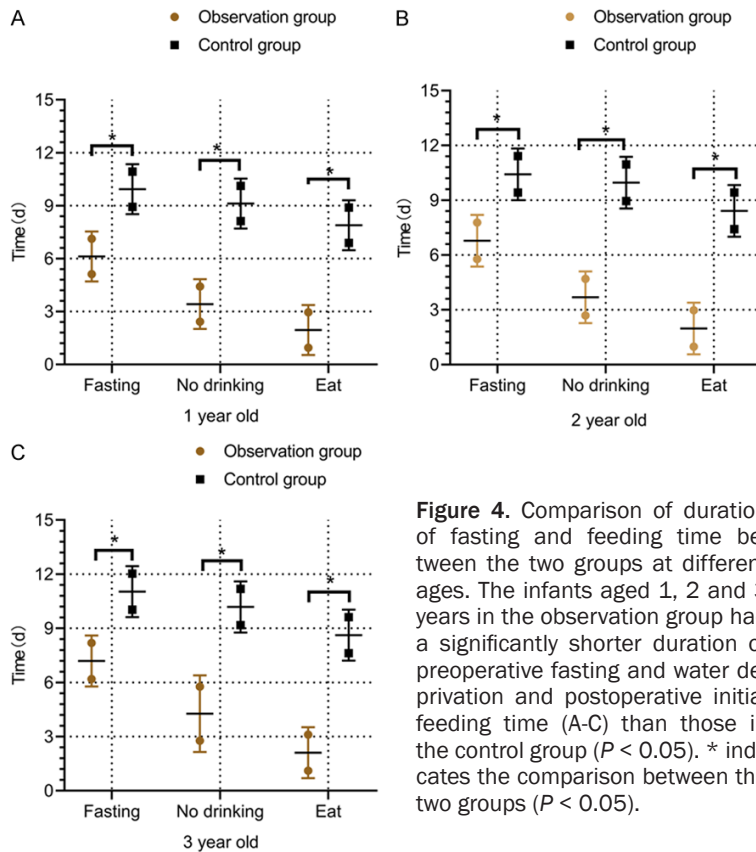 A
Observation group
Control group
15
12
9
6
3
0
Time(d)
*
*
*
Fasting
No drinking
Eat
1 year old
B
Observation group
Control group
15
12
9
6
3
0
Time(d)
*
*
*
Fasting
No drinking
Eat
2 year old
C
Observation group
Control group
15
12
9
6
3
0
Time(d)
*
*
*
Fasting
No drinking
Eat
3 year old
Figure 4. Comparison of duration
of fasting and feeding time be-
tween the two groups at different
ages. The infants aged 1, 2 and 3
years in the observation group ha
a significantly shorter duration o
preoperative fasting and water de
privation and postoperative initia
feeding time (A-C) than those i
the control group (P < 0.05). * indi
cates the comparison between th
two groups (P < 0.05).